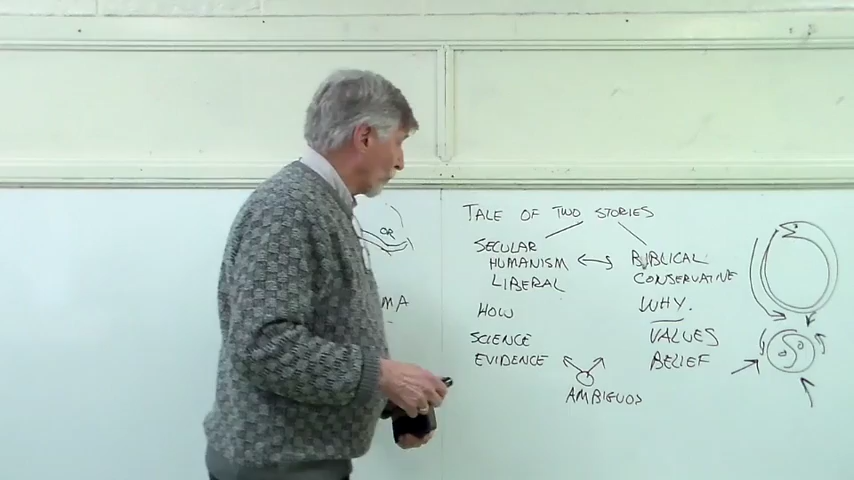 TALE OF TWO STORIES
SECULAR
HUMANISM
LIBERAL
HOW
SCIENCE
EVIDENCE
BIBLICAL
CONSERVATIVE
WHY.
VALUES
BELIEF
AMBIGUOS
OR
MA